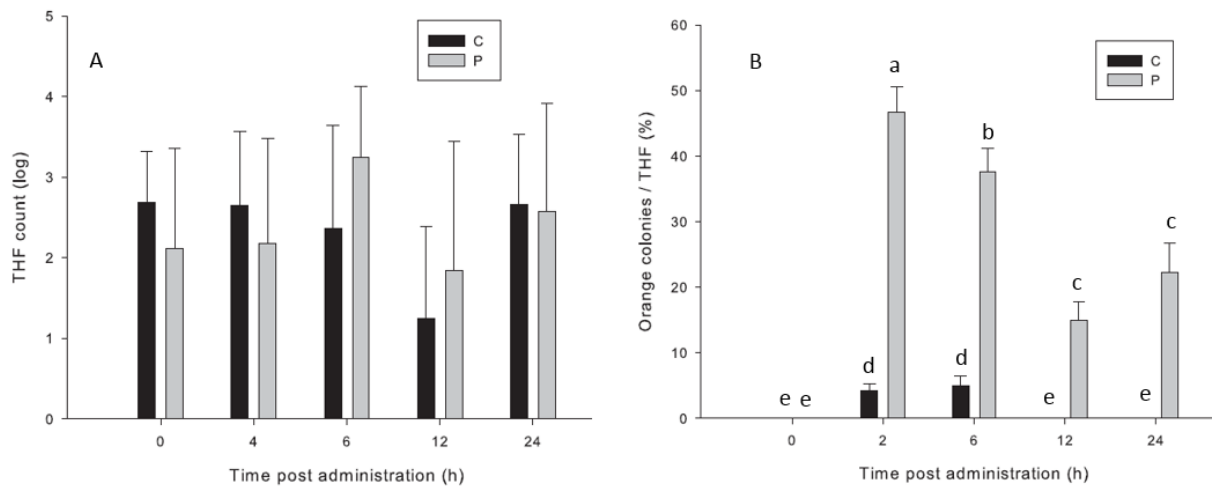 A
C
P
5
4
3
2
1
0
THF count (log)
0
4
6
12
24
Time post administration (h)
B
C
P
60
50
40
30
20
10
0
Orange colonies / THF (%)
e
e
d
a
d
b
e
c
e
c
0
2
6
12
24
Time post administration (h)